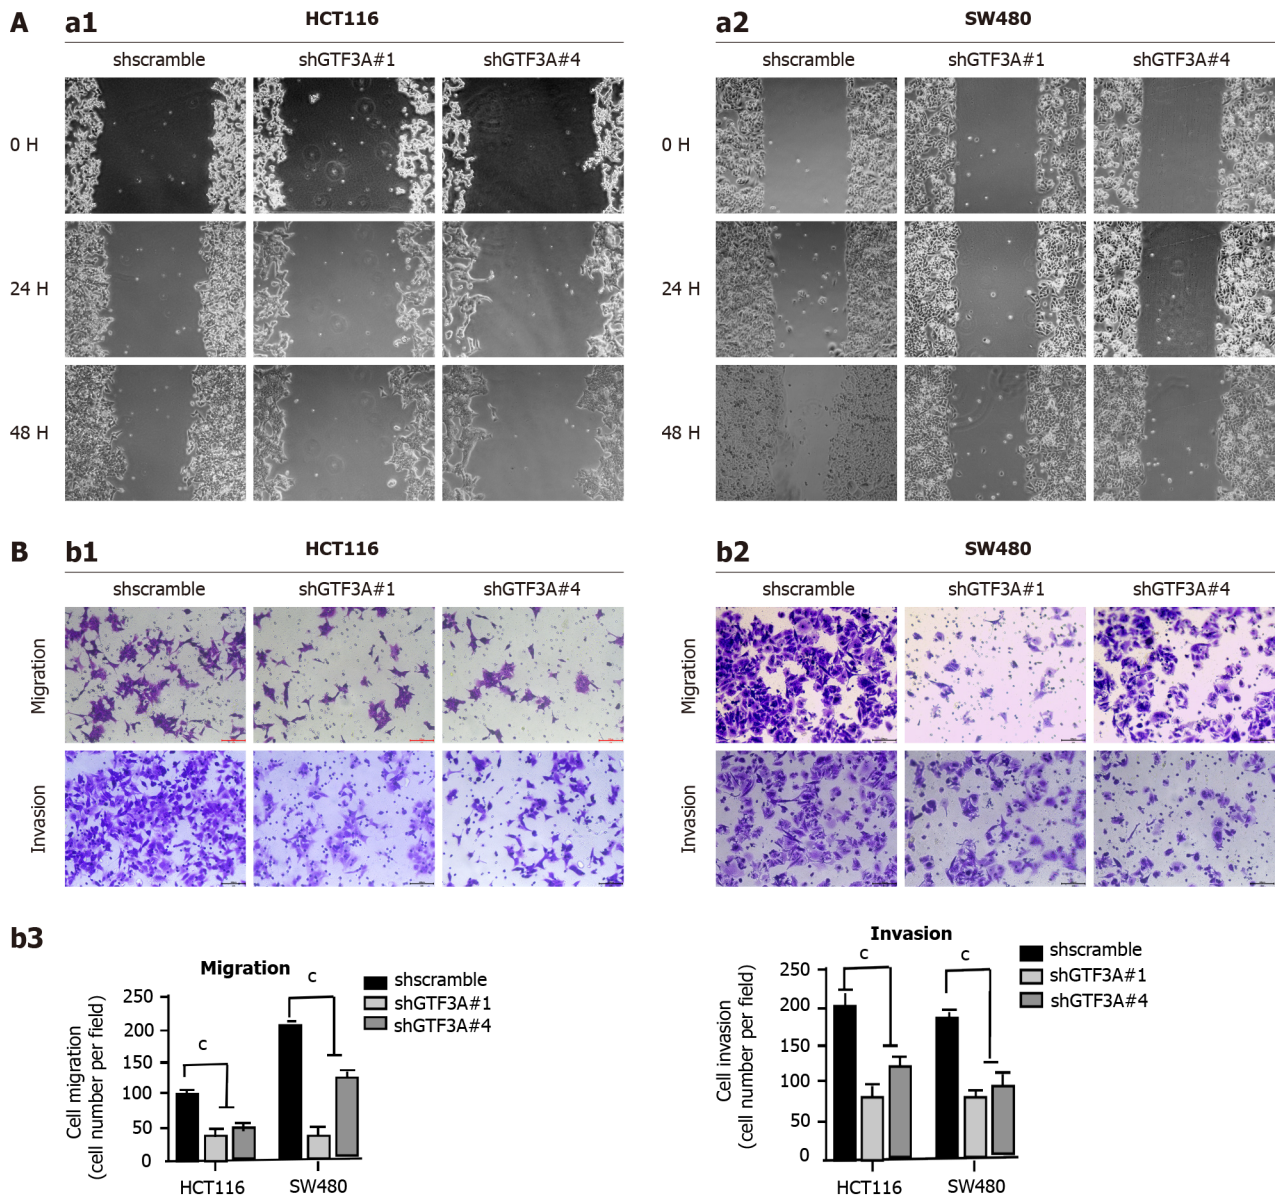 A a1 HCT116 a2 SW480
shscramble shGTF3A#1 shGTF3A#4 shscramble shGTF3A#1 shGTF3A#4
0 H 0 H
24 H 24 H
48 H 48 H
B b1 HCT116 b2 SW480
shscramble shGTF3A#1 shGTF3A#4 shscramble shGTF3A#1 shGTF3A#4
Migration Migration
Invasion Invasion
b3
Migration
Cell migration
(cell number per field)
250
200
150
100
50
0
c
c
HCT116 SW480
shscramble
shGTF3A#1
shGTF3A#4
Invasion
Cell invasion
(cell number per field)
250
200
150
100
50
0
c
c
HCT116 SW480
shscramble
shGTF3A#1
shGTF3A#4